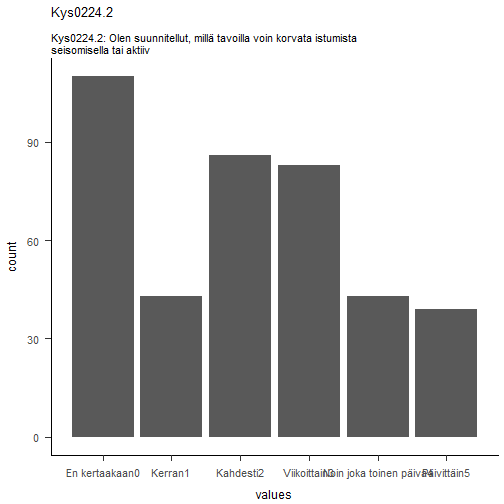 Kys0224.2
Kys0224.2: Olen suunnitellut, millä tavoilla voin korvata istumista
seisomisella tai aktiiv
90
60
30
0
count
En kertaakaan0 Kerran1 Kahdesti2 Viikoittain3 Noin joka toinen päivä4 Päivittäin5
values